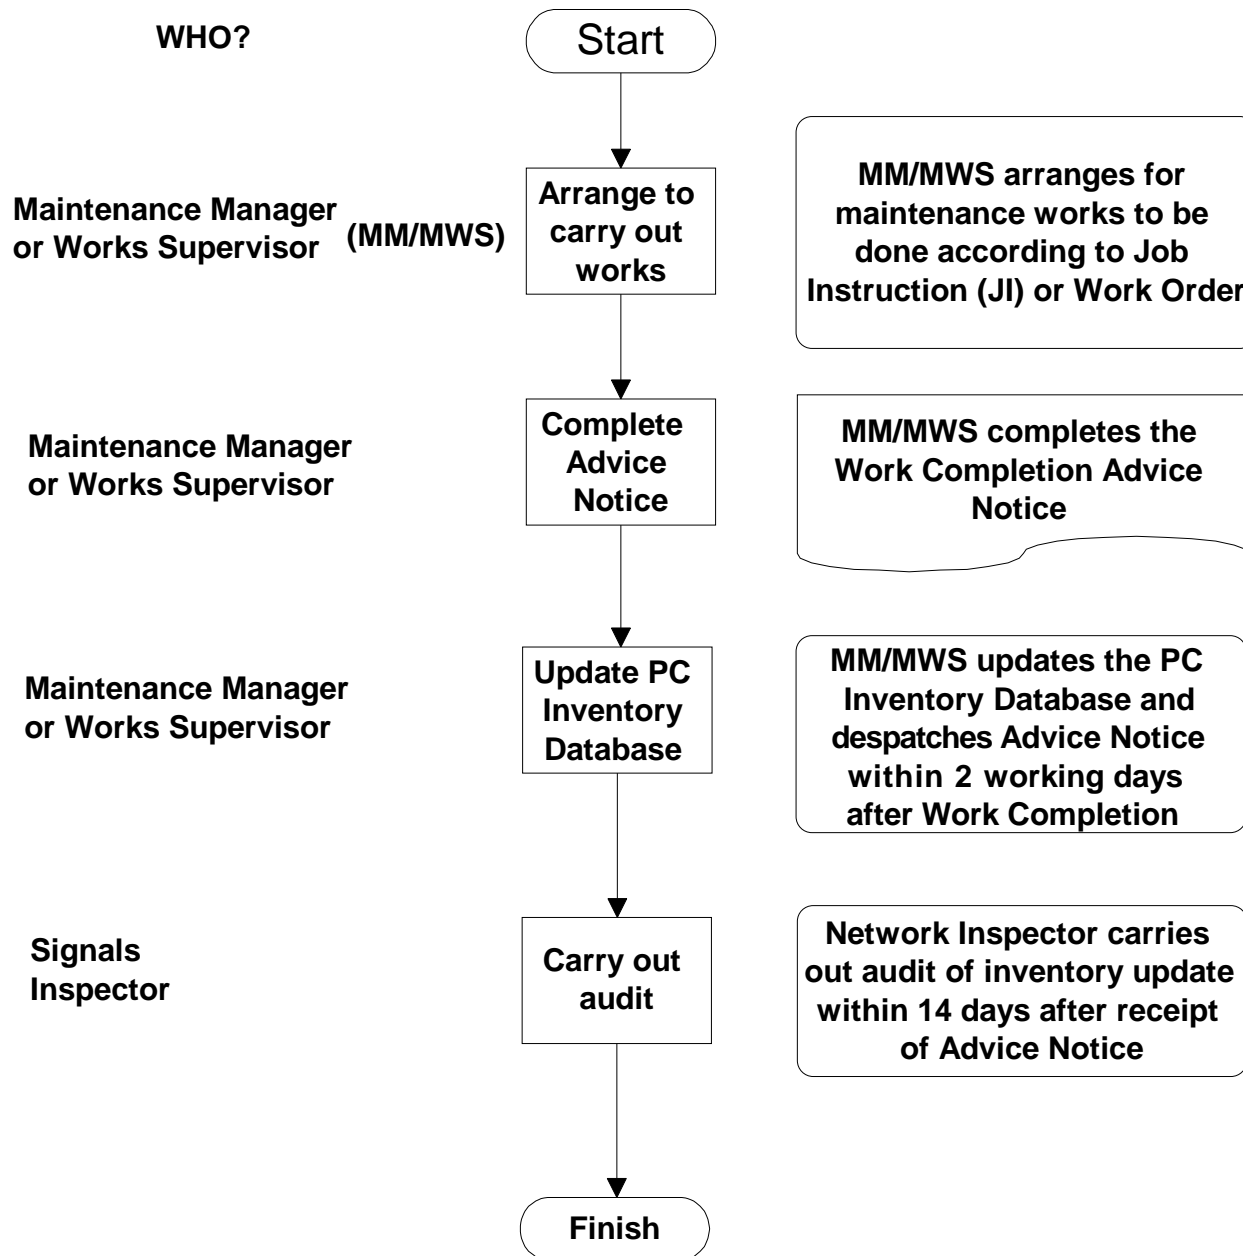 WHO?
Start
Maintenance Manager
or Works Supervisor (MM/MWS)
Arrange to
carry out
works
MM/MWS arranges for
maintenance works to be
done according to Job
Instruction (JI) or Work Order
Maintenance Manager
or Works Supervisor
Complete
Advice
Notice
MM/MWS completes the
Work Completion Advice
Notice
Maintenance Manager
or Works Supervisor
Update PC
Inventory
Database
MM/MWS updates the PC
Inventory Database and
despatches Advice Notice
within 2 working days
after Work Completion
Signals
Inspector
Carry out
audit
Network Inspector carries
out audit of inventory update
within 14 days after receipt
of Advice Notice
Finish